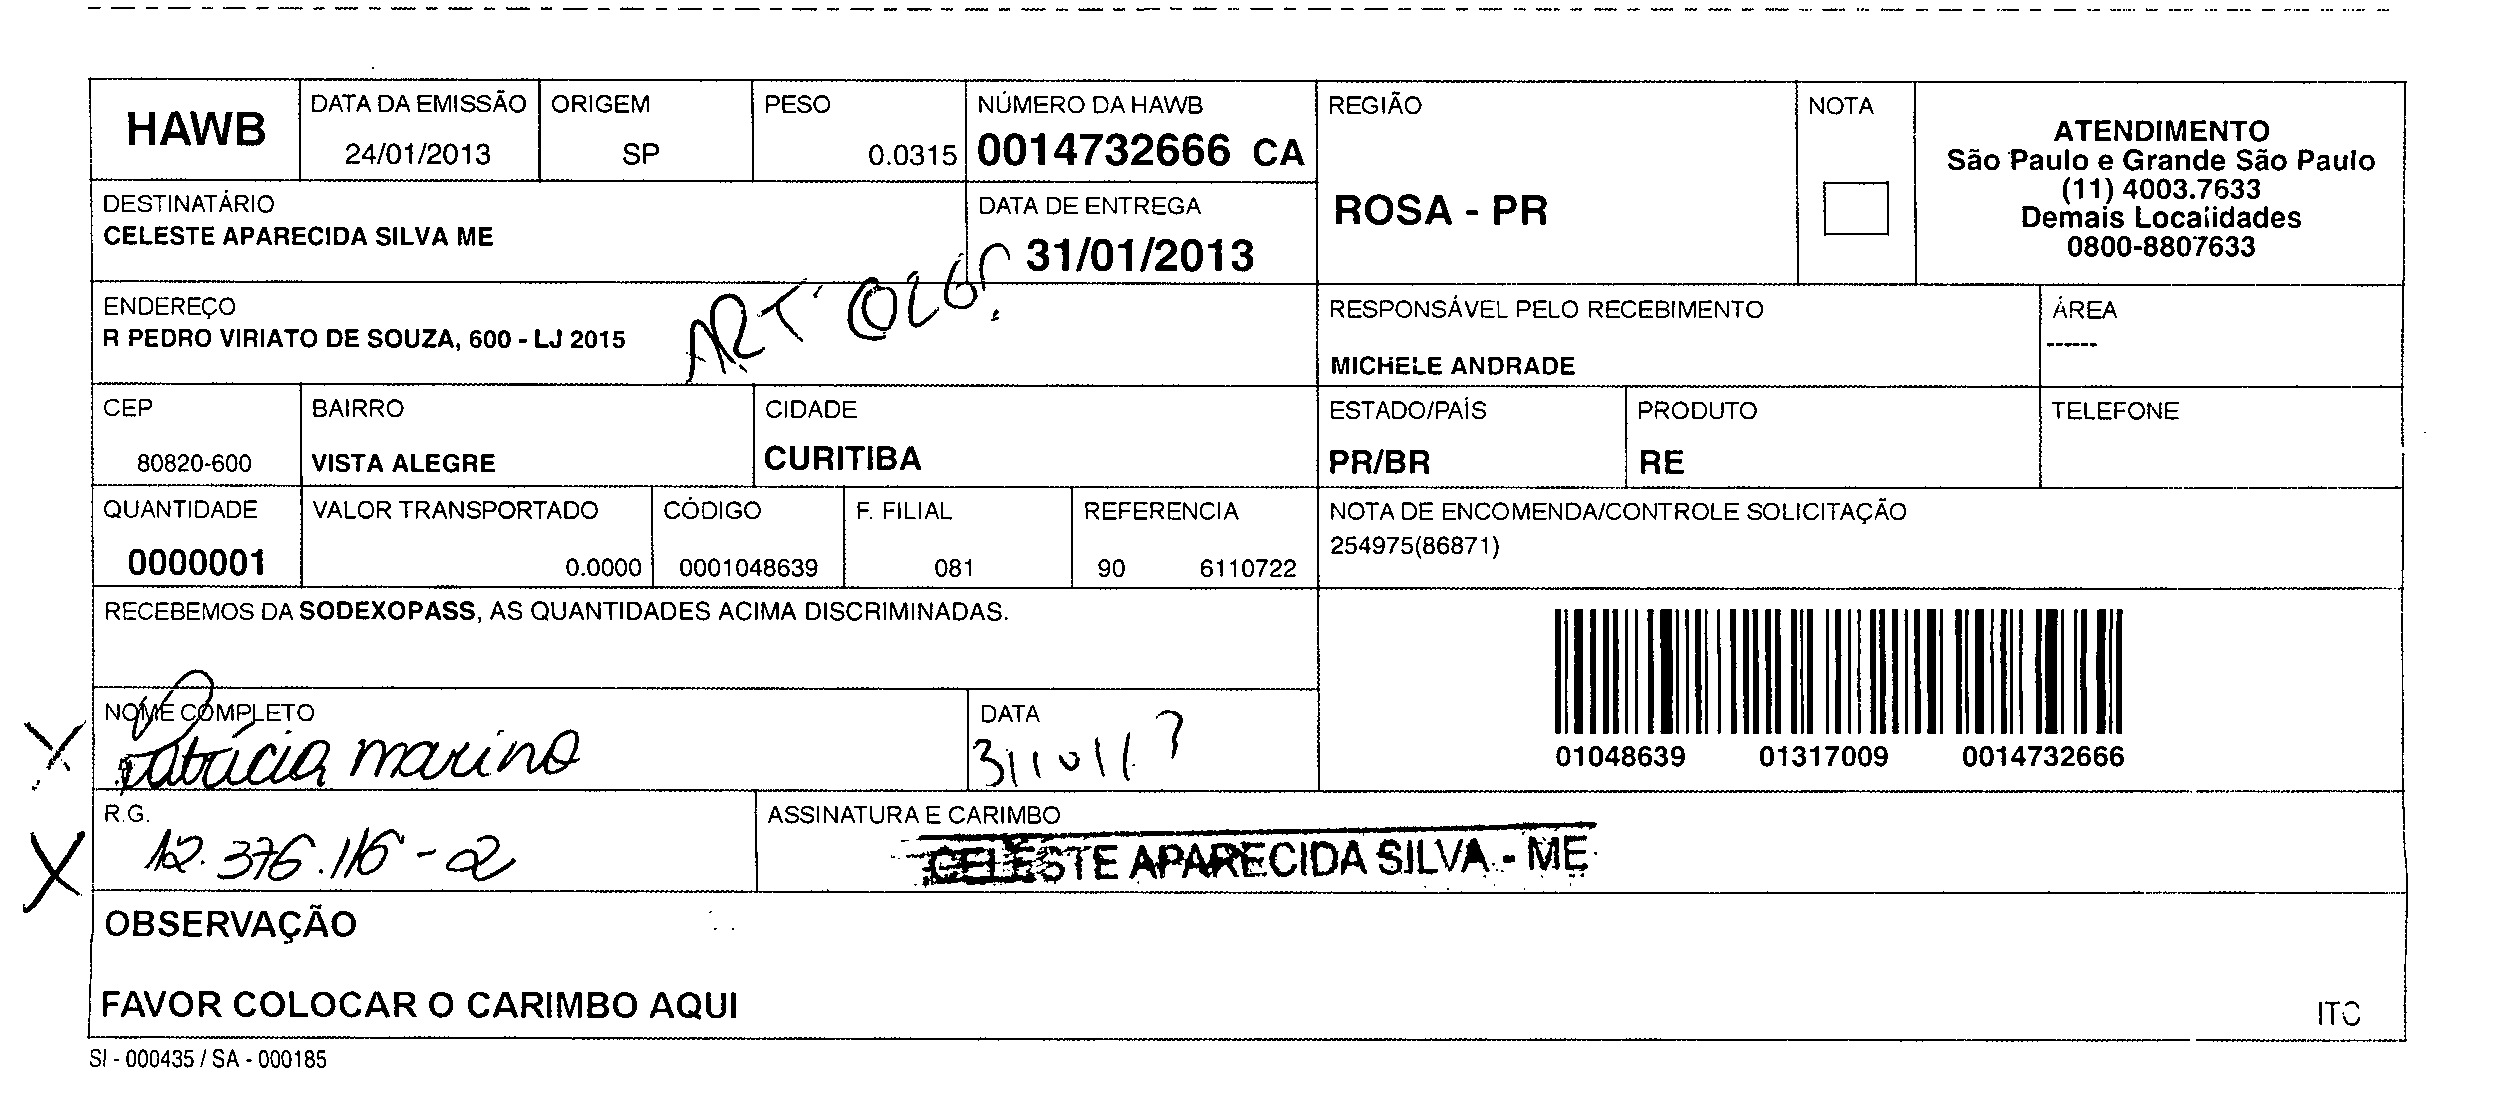 HAWB
DATA DA EMISSÃO
24/01/2013
ORIGEM
SP
PESO
0.0315
NÚMERO DA HAWB
0014732666 CA
REGIÃO
ROSA - PR
NOTA
ATENDIMENTO
São Paulo e Grande São Paulo
(11) 4003.7633
Demais Localidades
0800-8807633
DESTINATÁRIO
CELESTE APARECIDA SILVA ME
DATA DE ENTREGA
31/01/2013
ENDEREÇO
R PEDRO VIRIATO DE SOUZA, 600 - LJ 2015
ART
RESPONSÁVEL PELO RECEBIMENTO
MICHELE ANDRADE
ÁREA
------
CEP
80820-600
BAIRRO
VISTA ALEGRE
CIDADE
CURITIBA
ESTADO/PAÍS
PR/BR
PRODUTO
RE
TELEFONE
QUANTIDADE
0000001
VALOR TRANSPORTADO
0.0000
CÓDIGO
0001048639
F. FILIAL
081
REFERENCIA
90 6110722
NOTA DE ENCOMENDA/CONTROLE SOLICITAÇÃO
254975(86871)
RECEBEMOS DA SODEXOPASS, AS QUANTIDADES ACIMA DISCRIMINADAS.
01048639 01317009 0014732666
NOME COMPLETO
Patrícia marino
DATA
R.G.
12.376.116-2
ASSINATURA E CARIMBO
CELESTE APARECIDA SILVA - ME
OBSERVAÇÃO
FAVOR COLOCAR O CARIMBO AQUI
ITC
SI - 000435 / SA - 000185